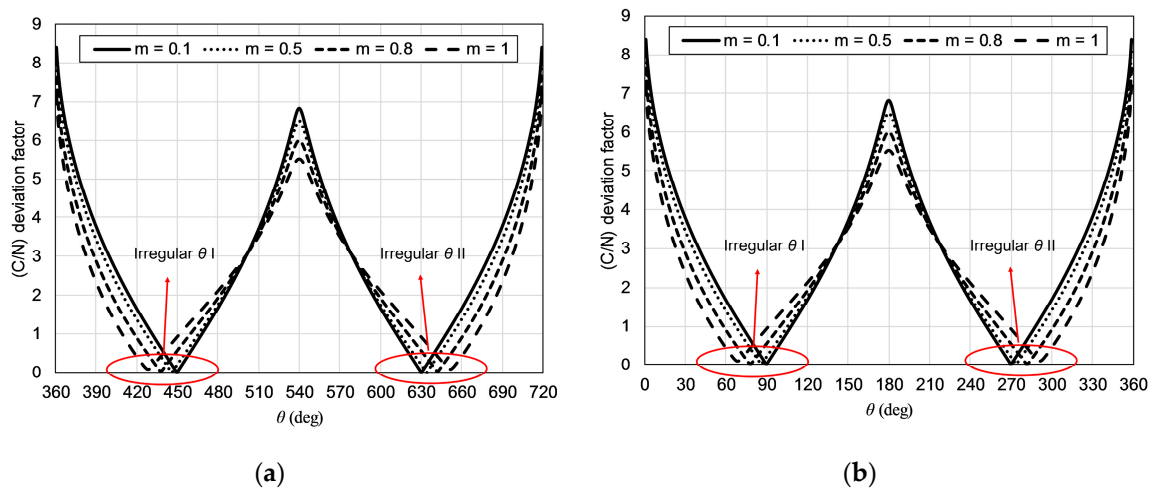 9
8
7
6
5
4
3
2
1
0
(C/N) deviation factor
m = 0.1 m = 0.5 m = 0.8 m = 1
Irregular θ I
Irregular θ II
360 390 420 450 480 510 540 570 600 630 660 690 720
θ (deg)
(a)
9
8
7
6
5
4
3
2
1
0
(C/N) deviation factor
m = 0.1 m = 0.5 m = 0.8 m = 1
Irregular θ I
Irregular θ II
0 30 60 90 120 150 180 210 240 270 300 330 360
θ (deg)
(b)